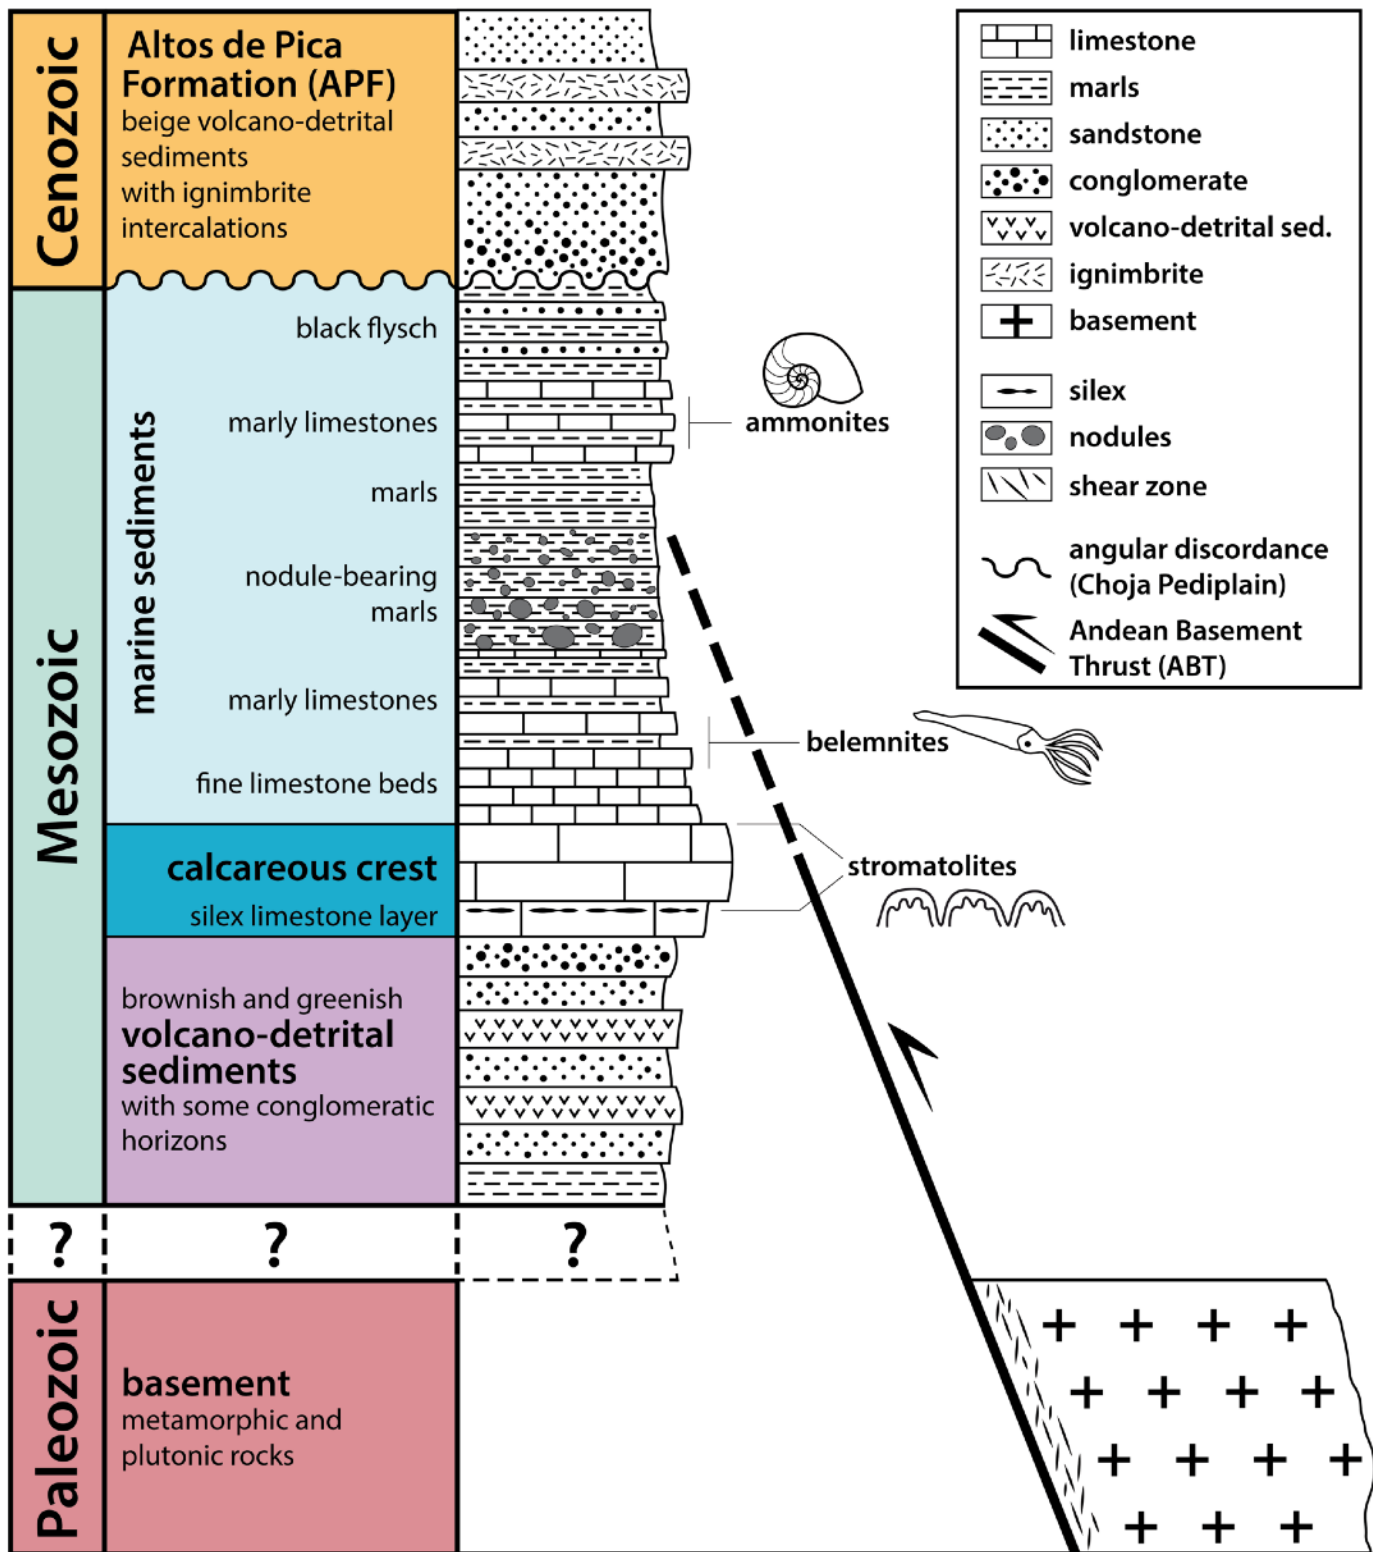 Cenozoic
Altos de Pica
Formation (APF)
beige volcano-detrital
sediments
with ignimbrite
intercalations
Mesozoic
marine sediments
black flysch
marly limestones
marls
nodule-bearing
marls
marly limestones
fine limestone beds
calcareous crest
silex limestone layer
brownish and greenish
volcano-detrital
sediments
with some conglomeratic
horizons
?
?
?
Paleozoic
basement
metamorphic and
plutonic rocks
ammonites
belemnites
stromatolites
limestone
marls
sandstone
conglomerate
volcano-detrital sed.
ignimbrite
basement
silex
nodules
shear zone
angular discordance
(Choja Pediplain)
Andean Basement
Thrust (ABT)